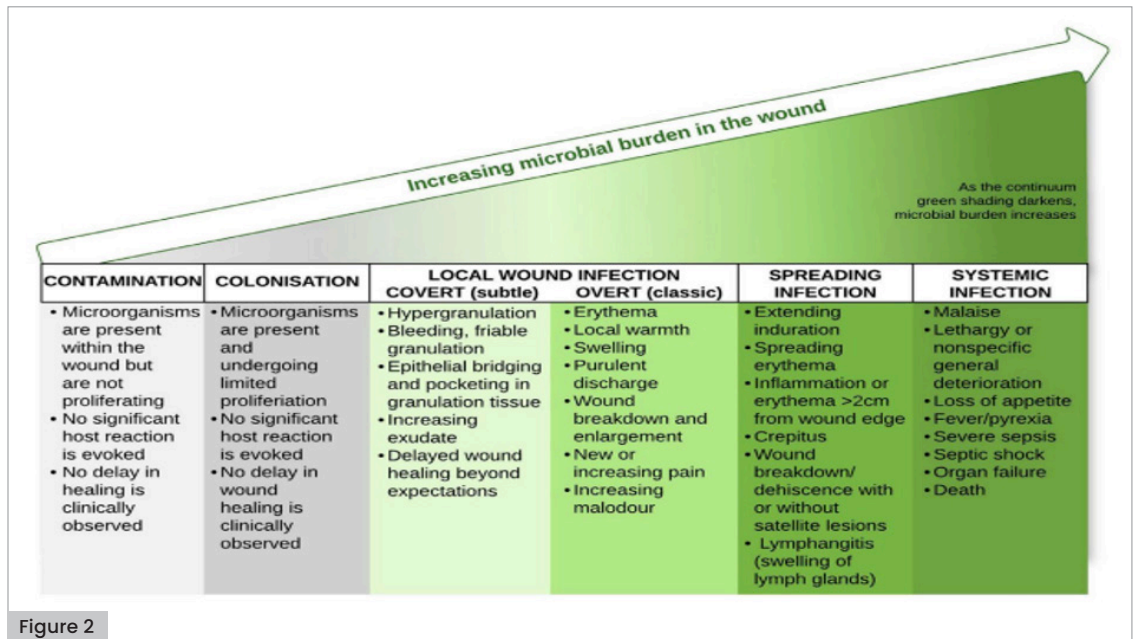 Increasing microbial burden in the wound
As the continuum
green shading darkens,
microbial burden increases
CONTAMINATION
• Microorganisms
are present
within the
wound but
are not
proliferating
• No significant
host reaction
is evoked
• No delay in
healing is
clinically
observed
COLONISATION
• Microorganisms
are present
and
undergoing
limited
proliferiation
• No significant
host reaction
is evoked
• No delay in
wound
healing is
clinically
observed
LOCAL WOUND INFECTION
COVERT (subtle)
• Hypergranulation
• Bleeding, friable
granulation
• Epithelial bridging
and pocketing in
granulation tissue
• Increasing
exudate
• Delayed wound
healing beyond
expectations
OVERT (classic)
• Erythema
• Local warmth
• Swelling
• Purulent
discharge
• Wound
breakdown and
enlargement
• New or
increasing pain
• Increasing
malodour
SPREADING
INFECTION
• Extending
induration
• Spreading
erythema
• Inflammation or
erythema >2cm
from wound edge
• Crepitus
• Wound
breakdown/
dehiscence with
or without
satellite lesions
• Lymphangitis
(swelling of
lymph glands)
SYSTEMIC
INFECTION
• Malaise
• Lethargy or
nonspecific
general
deterioration
• Loss of appetite
• Fever/pyrexia
• Severe sepsis
• Septic shock
• Organ failure
• Death
Figure 2